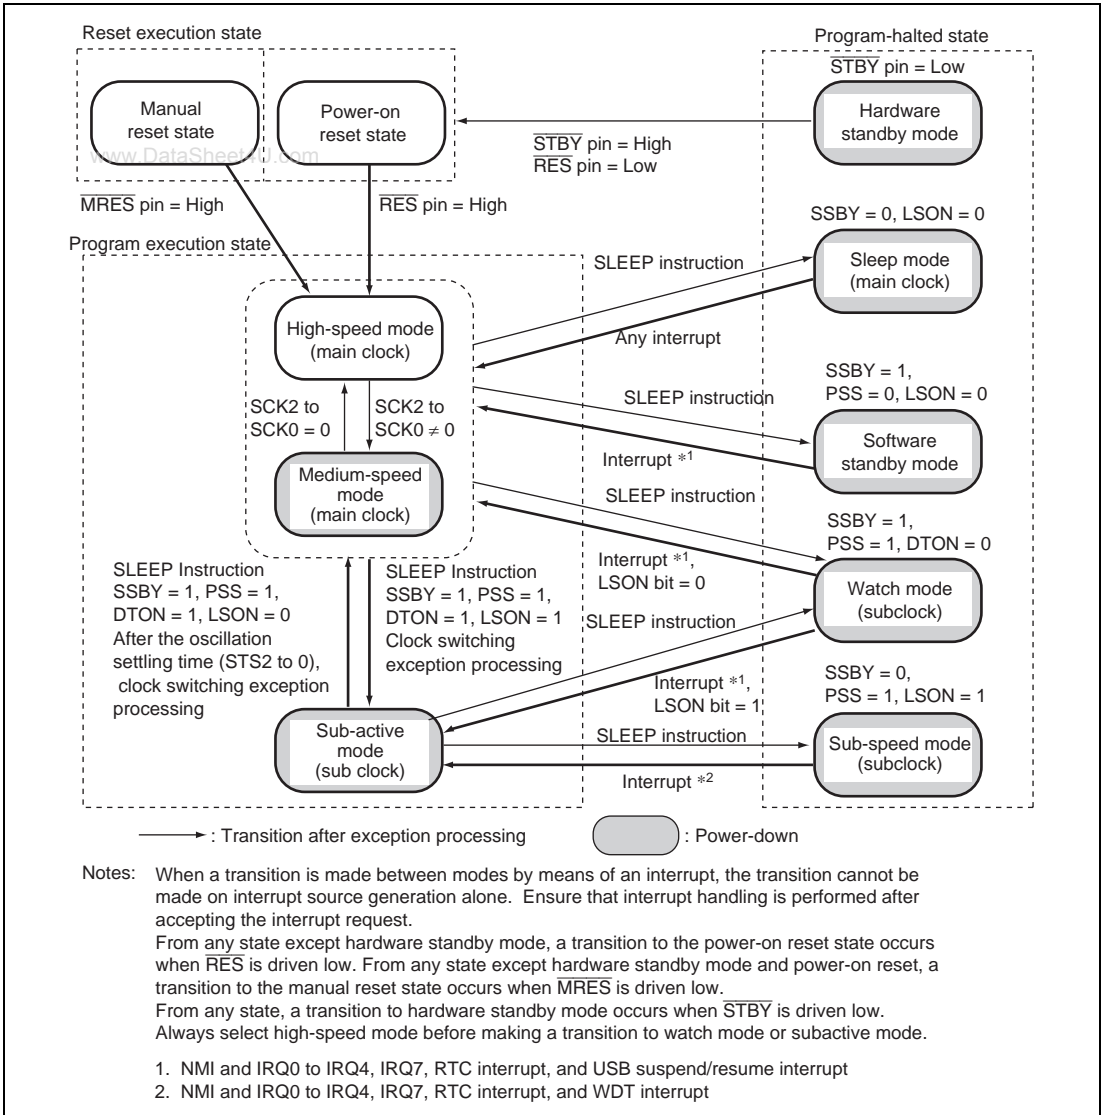 Reset execution state
Program-halted state
STBY pin = Low
Manual
reset state
Power-on
reset state
Hardware
standby mode
www.DataSheet4U.com
STBY pin = High
RES pin = Low
MRES pin = High
RES pin = High
SSBY = 0, LSON = 0
Program execution state
SLEEP instruction
Sleep mode
(main clock)
High-speed mode
(main clock)
Any interrupt
SSBY = 1,
PSS = 0, LSON = 0
SCK2 to
SCK0 = 0
SCK2 to
SCK0 ≠ 0
SLEEP instruction
Software
standby mode
Interrupt *1
Medium-speed
mode
(main clock)
SLEEP instruction
SSBY = 1,
PSS = 1, DTON = 0
Interrupt *1,
LSON bit = 0
Watch mode
(subclock)
SLEEP Instruction
SSBY = 1, PSS = 1,
DTON = 1, LSON = 0
After the oscillation
settling time (STS2 to 0),
clock switching exception
processing
SLEEP Instruction
SSBY = 1, PSS = 1,
DTON = 1, LSON = 1
Clock switching
exception processing
SLEEP instruction
Interrupt *1,
LSON bit = 1
SSBY = 0,
PSS = 1, LSON = 1
Sub-active
mode
(sub clock)
SLEEP instruction
Sub-speed mode
(subclock)
Interrupt *2
: Transition after exception processing
: Power-down
Notes: When a transition is made between modes by means of an interrupt, the transition cannot be
made on interrupt source generation alone. Ensure that interrupt handling is performed after
accepting the interrupt request.
From any state except hardware standby mode, a transition to the power-on reset state occurs
when RES is driven low. From any state except hardware standby mode and power-on reset, a
transition to the manual reset state occurs when MRES is driven low.
From any state, a transition to hardware standby mode occurs when STBY is driven low.
Always select high-speed mode before making a transition to watch mode or subactive mode.
1. NMI and IRQ0 to IRQ4, IRQ7, RTC interrupt, and USB suspend/resume interrupt
2. NMI and IRQ0 to IRQ4, IRQ7, RTC interrupt, and WDT interrupt